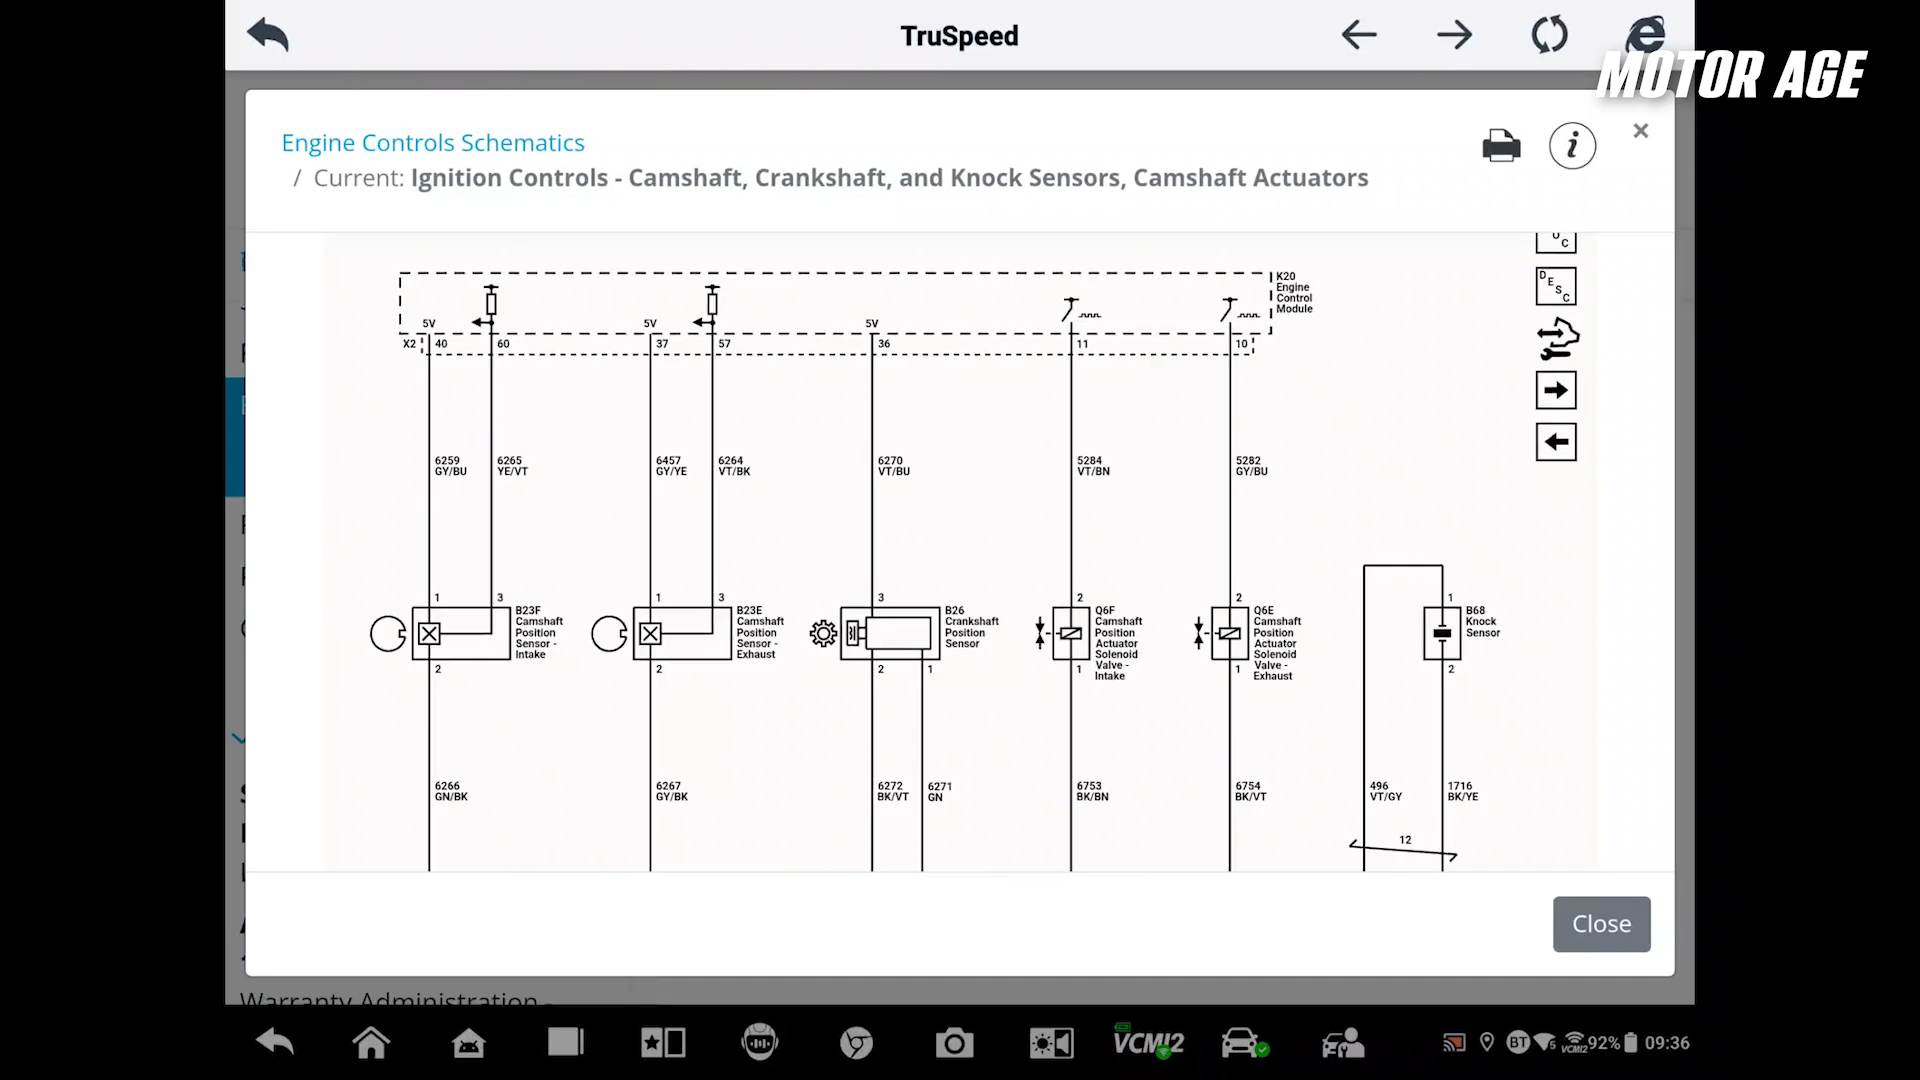 TruSpeed
MOTOR AGE
Engine Controls Schematics
/ Current: Ignition Controls - Camshaft, Crankshaft, and Knock Sensors, Camshaft Actuators
D
E
S
C
K20
Engine
Control
Module
5V
5V
5V
X2 40 60 37 57 36 11 10
6259
GY/BU
6265
YE/VT
6457
GY/YE
6264
VT/BK
6270
VT/BU
5284
VT/BN
5282
GY/BU
1 3 1 3 3 2 2 1
B23F
Camshaft
Position
Sensor -
Intake
B23E
Camshaft
Position
Sensor -
Exhaust
B26
Crankshaft
Position
Sensor
Q6F
Camshaft
Position
Actuator
Solenoid
Valve -
Intake
Q6E
Camshaft
Position
Actuator
Solenoid
Valve -
Exhaust
B68
Knock
Sensor
2 2 2 1 1 1 2
6266
GN/BK
6267
GY/BK
6272
BK/VT
6271
GN
6753
BK/BN
6754
BK/VT
496
VT/GY
1716
BK/YE
12
Close
Warranty Administration -
VCMI2
BT
5
VCMI2
92%
09:36